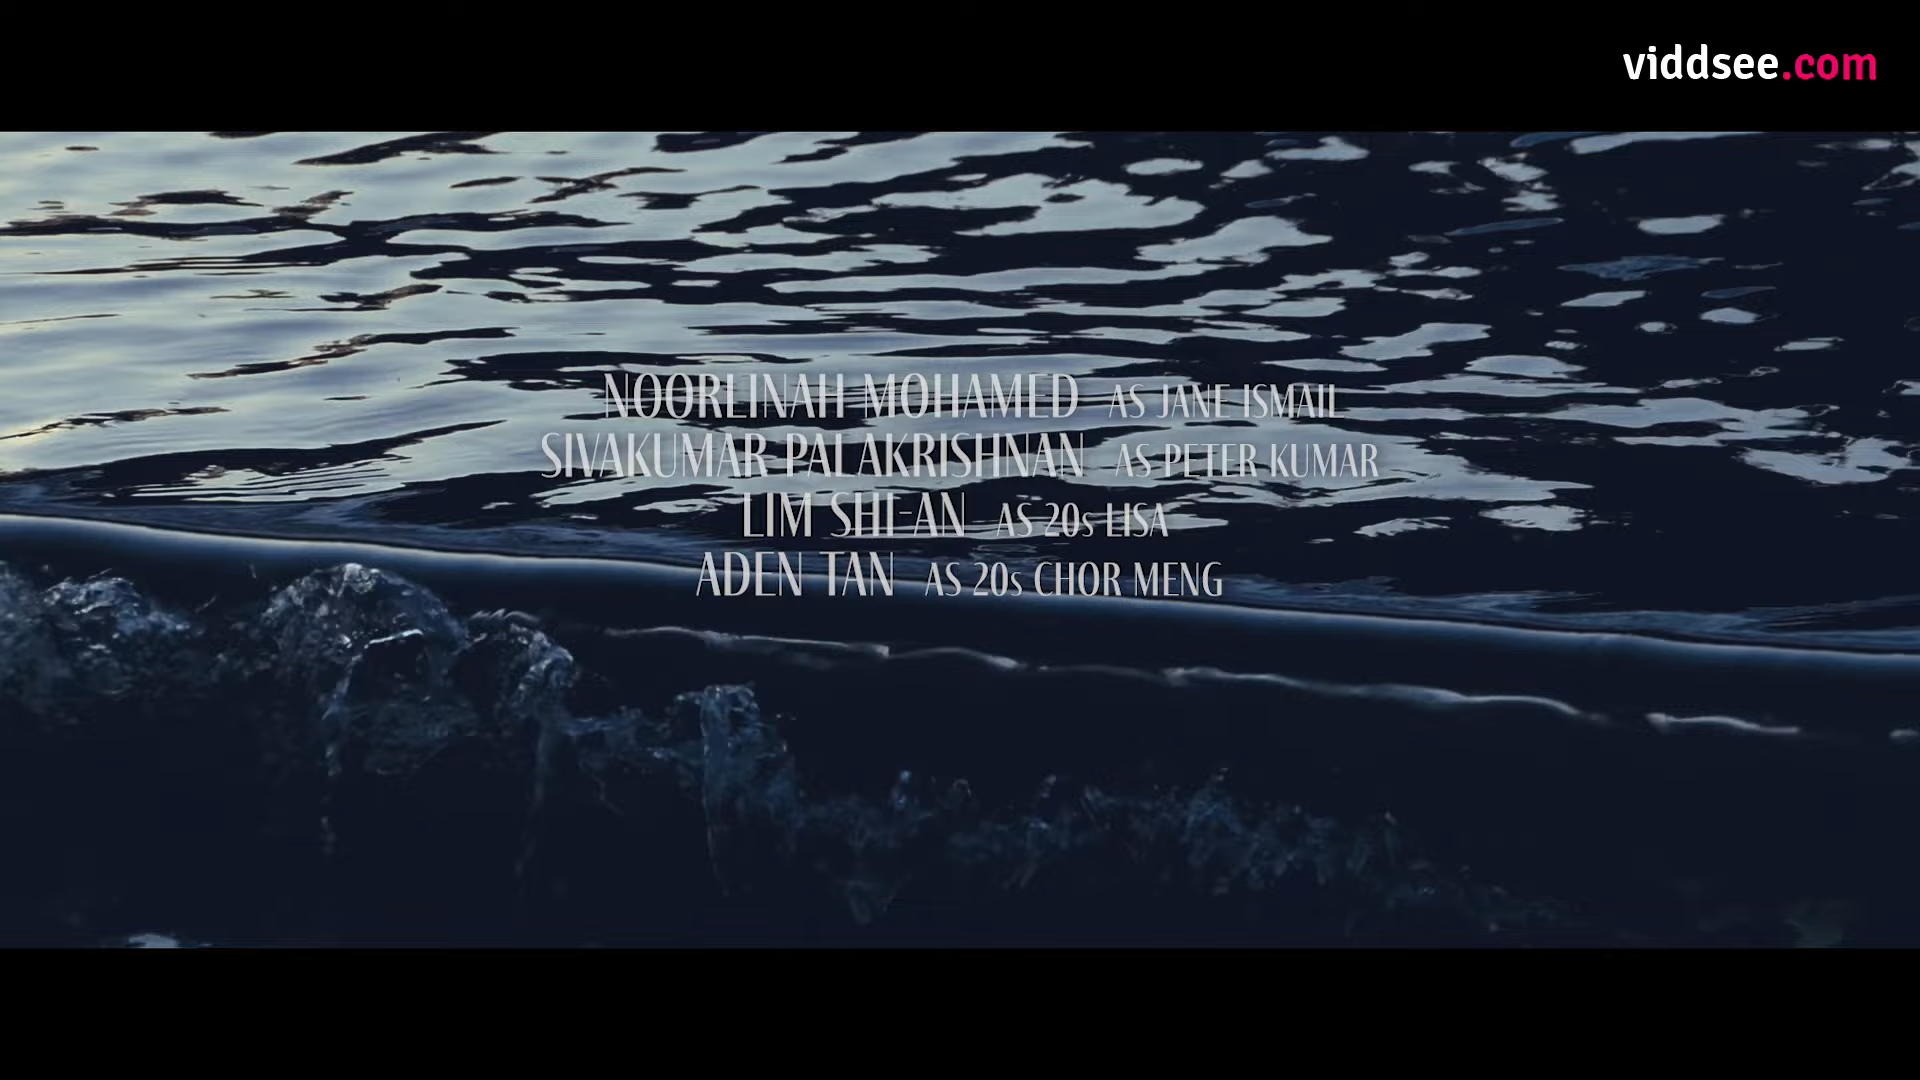 viddsee.com
NOORLINAH MOHAMED AS JANE ISMAIL
SIVAKUMAR PALAKRISHNAN AS PETER KUMAR
LIM SHI-AN AS 20s LISA
ADEN TAN AS 20s CHOR MENG